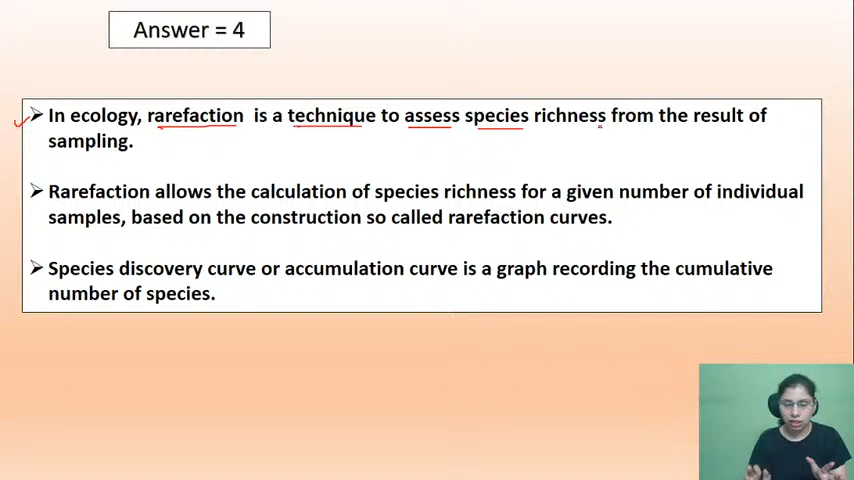 Answer = 4
➢ In ecology, rarefaction is a technique to assess species richness from the result of
sampling.
➢ Rarefaction allows the calculation of species richness for a given number of individual
samples, based on the construction so called rarefaction curves.
➢ Species discovery curve or accumulation curve is a graph recording the cumulative
number of species.